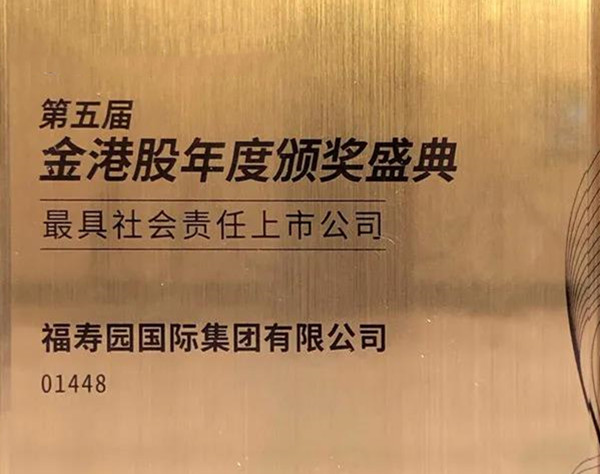 第五届
金港股年度颁奖盛典
最具社会责任上市公司
福寿园国际集团有限公司
01448